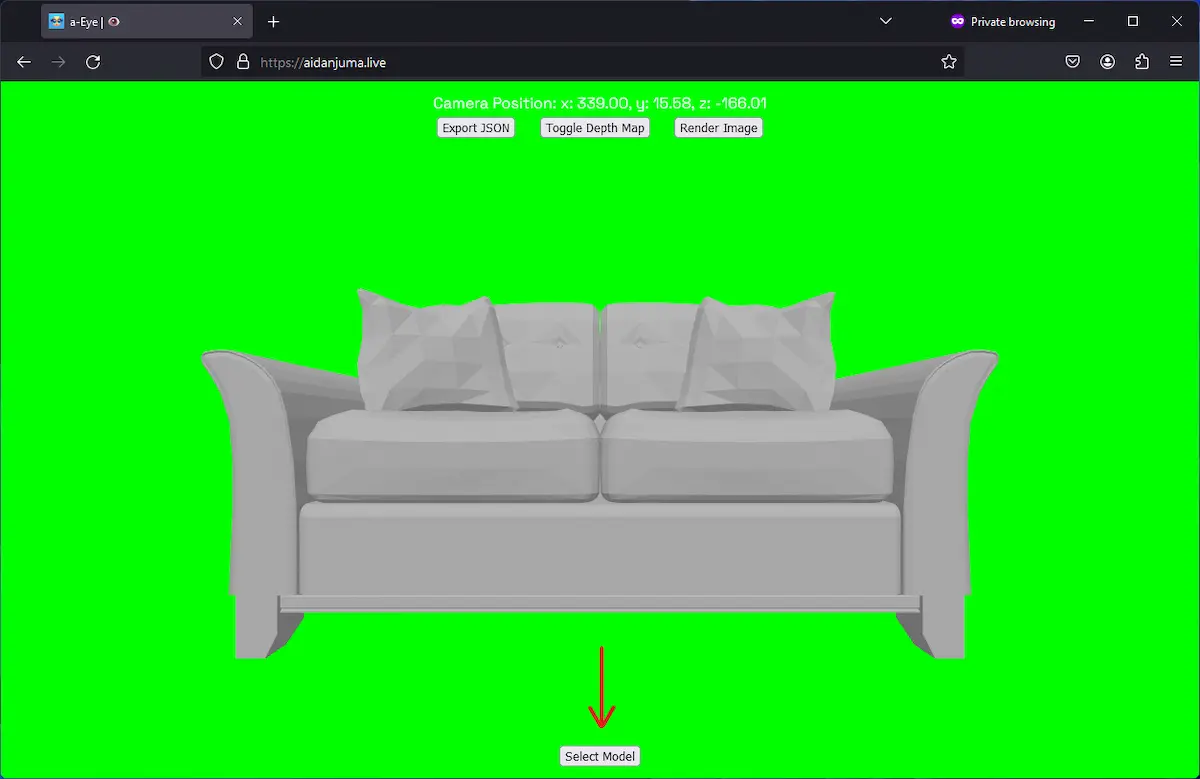 a-Eye |
Private browsing
https://aidanjuma.live
Camera Position: x: 339.00, y: 15.58, z: -166.01
Export JSON Toggle Depth Map Render Image
Select Model